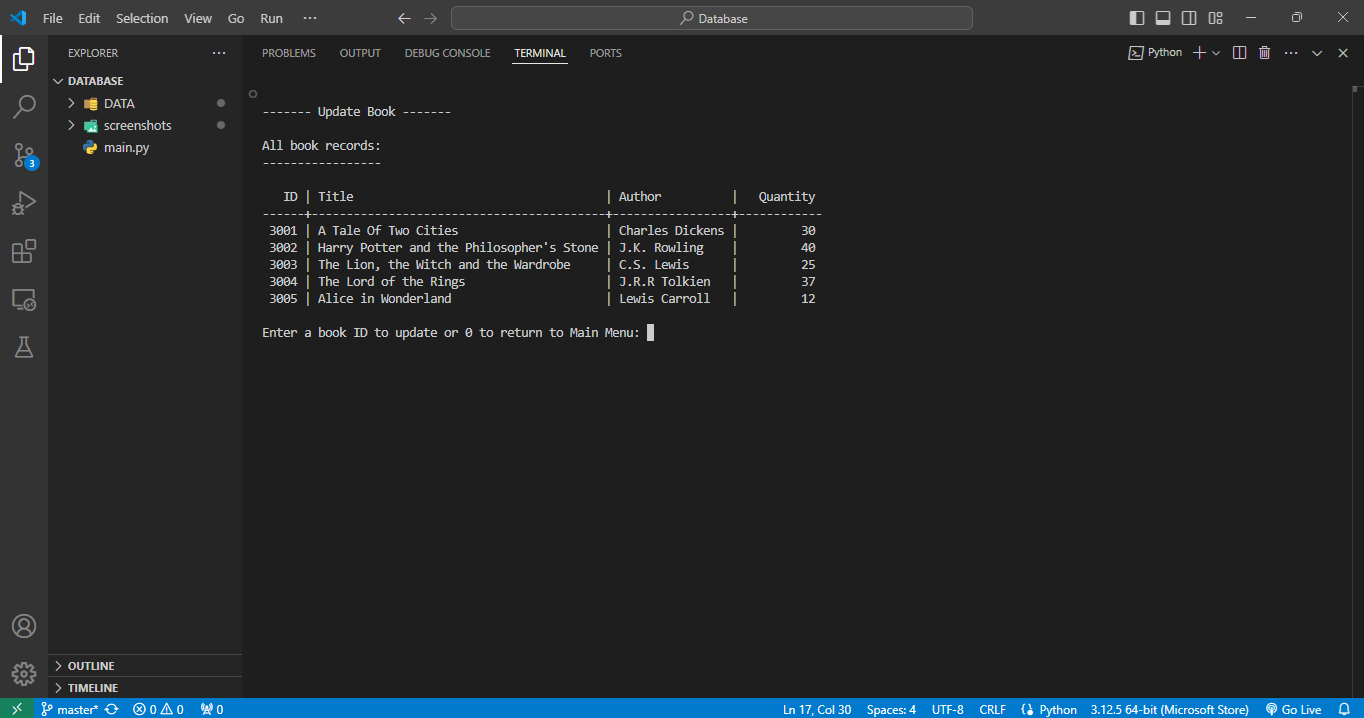 File Edit Selection View Go Run ···
Database
EXPLORER ···
PROBLEMS OUTPUT DEBUG CONSOLE TERMINAL PORTS
Python
DATABASE
DATA
screenshots
main.py
------- Update Book -------
All book records:
-----------------
   ID | Title                                    | Author          |   Quantity
------+------------------------------------------+-----------------+------------
 3001 | A Tale Of Two Cities                     | Charles Dickens |         30
 3002 | Harry Potter and the Philosopher's Stone | J.K. Rowling    |         40
 3003 | The Lion, the Witch and the Wardrobe     | C.S. Lewis      |         25
 3004 | The Lord of the Rings                    | J.R.R Tolkien   |         37
 3005 | Alice in Wonderland                      | Lewis Carroll   |         12
Enter a book ID to update or 0 to return to Main Menu:
3
OUTLINE
TIMELINE
master* 0 0 0 Ln 17, Col 30 Spaces: 4 UTF-8 CRLF Python 3.12.5 64-bit (Microsoft Store) Go Live